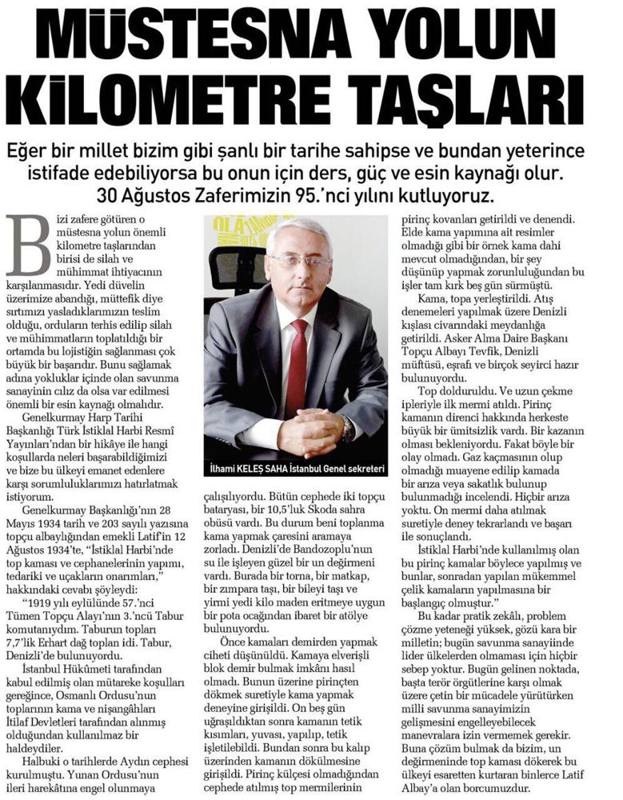 MÜSTESNA YOLUN
KİLOMETRE TAŞLARI
Eğer bir millet bizim gibi şanlı bir tarihe sahipse ve bundan yeterince
istifade edebiliyorsa bu onun için ders, güç ve esin kaynağı olur.
30 Ağustos Zaferimizin 95.'nci yılını kutluyoruz.
Bizi zafere götüren o
müstesna yolun önemli
kilometre taşlarından
birisi de silah ve
mühimmat ihtiyacının
karşılanmasıdır. Yedi düvelin
üzerimize abandığı, müttefik diye
sırtımızı yasladıklarımızın teslim
olduğu, orduların terhis edilip silah
ve mühimmatların toplatıldığı bir
ortamda bu lojistiğin sağlanması çok
büyük bir başarıdır. Bunu sağlamak
adına yokluklar içinde olan savunma
sanayinin cılız da olsa var edilmesi
önemli bir esin kaynağı olmalıdır.
Genelkurmay Harp Tarihi
Başkanlığı Türk İstiklal Harbi Resmî
Yayınları'ndan bir hikâye ile hangi
koşullarda neleri başarabildiğimizi
ve bize bu ülkeyi emanet edenlere
karşı sorumluluklarımızı hatırlatmak
istiyorum.
Genelkurmay Başkanlığı'nın 28
Mayıs 1934 tarih ve 203 sayılı yazısına
topçu albaylığından emekli Latif'in 12
Ağustos 1934'te, “İstiklal Harbi'nde
top kaması ve cephanelerinin yapımı,
tedariki ve uçakların onarımları,”
hakkındaki cevabı şöyleydi:
“1919 yılı eylülünde 57.'nci
Tümen Topçu Alayı'nın 3.'ncü Tabur
komutanıydım. Taburun topları
7,7'lik Erhart dağ topları idi. Tabur,
Denizli'de bulunuyordu.
İstanbul Hükûmeti tarafından
kabul edilmiş olan mütareke koşulları
gereğince, Osmanlı Ordusu'nun
toplarının kama ve nişangâhları
İtilaf Devletleri tarafından alınmış
olduğundan kullanılmaz bir
haldeydiler.
Halbuki o tarihlerde Aydın cephesi
kurulmuştu. Yunan Ordusu'nun
ileri harekâtına engel olunmaya
İlhami KELEŞ SAHA İstanbul Genel sekreteri
çalışılıyordu. Bütün cephede iki topçu
bataryası, bir 10,5'luk Skoda sahra
obüsü vardı. Bu durum beni toplanma
kama yapmak çaresini aramaya
zorladı. Denizli'de Bandozoplu'nun
su ile işleyen güzel bir un değirmeni
vardı. Burada bir torna, bir matkap,
bir zımpara taşı, bir bileyi taşı ve
yirmi yedi kilo maden eritmeye uygun
bir pota ocağından ibaret bir atölye
bulunuyordu.
Önce kamaları demirden yapmak
ciheti düşünüldü. Kamaya elverişli
blok demir bulmak imkânı hasıl
olmadı. Bunun üzerine pirinçten
dökmek suretiyle kama yapmak
deneyine girişildi. On beş gün
uğraşıldıktan sonra kamanın tetik
kısımları, yuvası, yapılıp, tetik
işletilebildi. Bundan sonra bu kalıp
üzerinden kamanın dökülmesine
girişildi. Pirinç külçesi olmadığından
cephede atılmış top mermilerinin
pirinç kovanları getirildi ve denendi.
Elde kama yapımına ait resimler
olmadığı gibi bir örnek kama dahi
mevcut olmadığından, bir şey
düşünüp yapmak zorunluluğundan bu
işler tam kırk beş gün sürmüştü.
Kama, topa yerleştirildi. Atış
denemeleri yapılmak üzere Denizli
kışlası civarındaki meydanlığa
getirildi. Asker Alma Daire Başkanı
Topçu Albayı Tevfik, Denizli
müftüsü, eşrafı ve birçok seyirci hazır
bulunuyordu.
Top dolduruldu. Ve uzun çekme
ipleriyle ilk mermi atıldı. Pirinç
kamanın direnci hakkında herkeste
büyük bir ümitsizlik vardı. Bir kazanın
olması bekleniyordu. Fakat böyle bir
olay olmadı. Gaz kaçmasının olup
olmadığı muayene edilip kamada
bir arıza veya sakatlık bulunup
bulunmadığı incelendi. Hiçbir arıza
yoktu. On mermi daha atılmak
suretiyle deney tekrarlandı ve başarı
ile sonuçlandı.
İstiklal Harbi'nde kullanılmış olan
bu pirinç kamalar böylece yapılmış ve
bunlar, sonradan yapılan mükemmel
çelik kamaların yapılmasına bir
başlangıç olmuştur.”
Bu kadar pratik zekâlı, problem
çözme yeteneği yüksek, gözü kara bir
milletin; bugün savunma sanayiinde
lider ülkelerden olmaması için hiçbir
sebep yoktur. Bugün gelinen noktada,
başta terör örgütlerine karşı olmak
üzere çetin bir mücadele yürütürken
milli savunma sanayimizin
gelişmesini engelleyebilecek
manevralara izin vermemek gerekir.
Buna çözüm bulmak da bizim, un
değirmeninde top kaması dökerek bu
ülkeyi esaretten kurtaran binlerce Latif
Albay'a olan borcumuzdur.